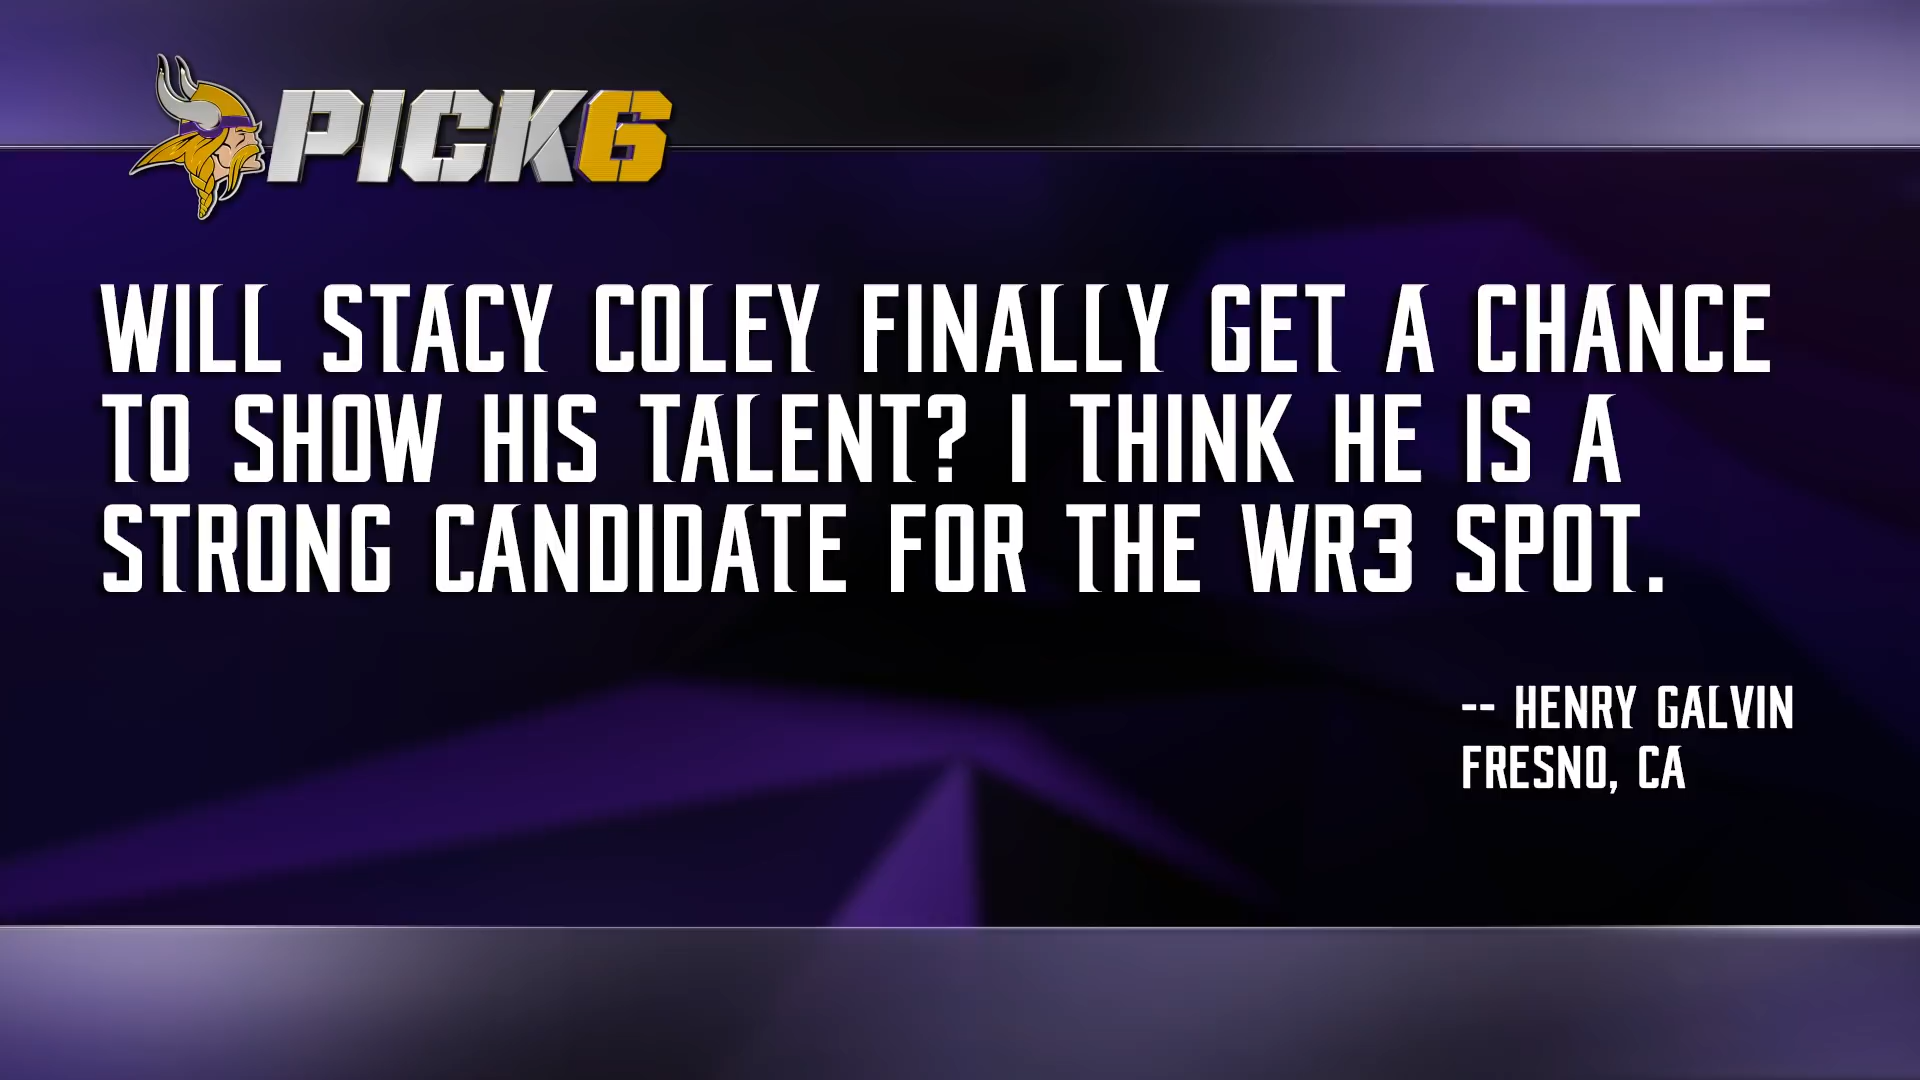 PICK6
WILL STACY COLEY FINALLY GET A CHANCE
TO SHOW HIS TALENT? I THINK HE IS A
STRONG CANDIDATE FOR THE WR3 SPOT.
-- HENRY GALVIN
FRESNO, CA